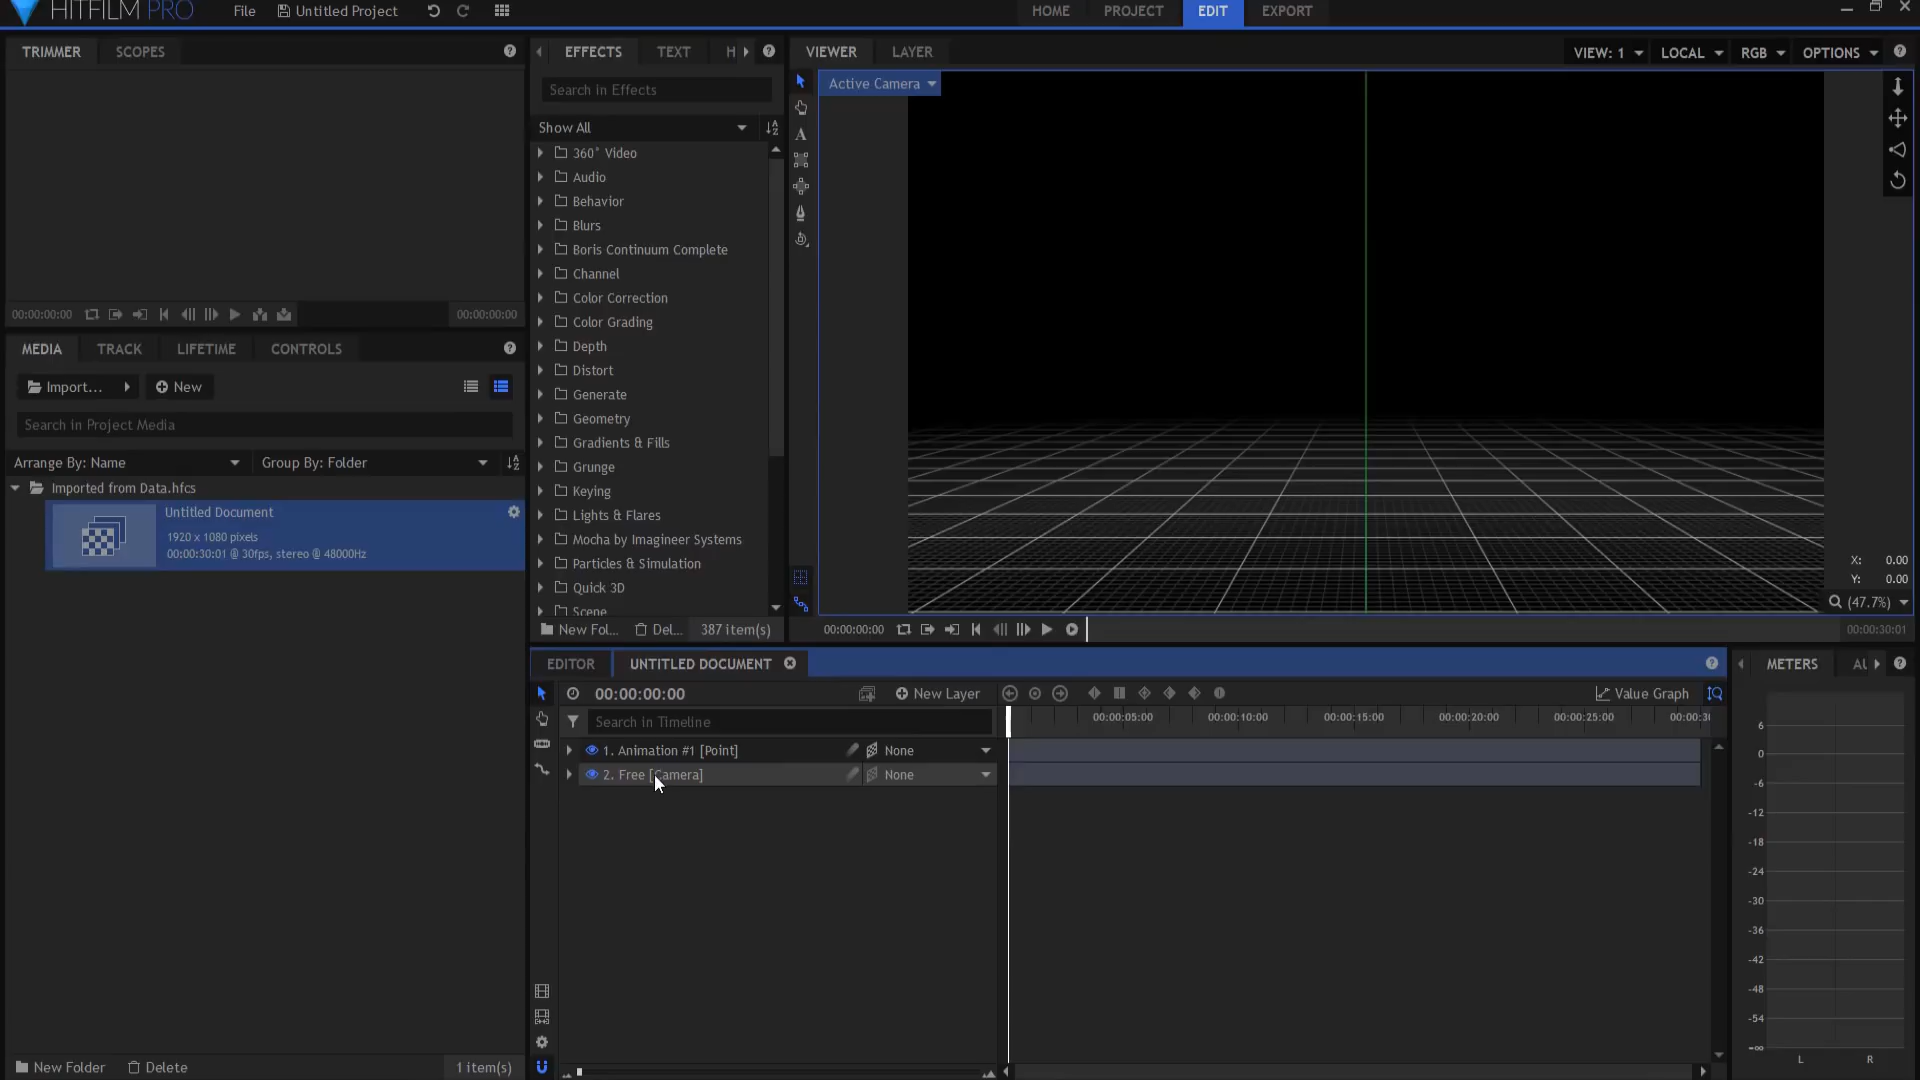 HITFILM PRO
File
Untitled Project
HOME
PROJECT
EDIT
EXPORT
TRIMMER
SCOPES
00:00:00:00
00:00:00:00
MEDIA
TRACK
LIFETIME
CONTROLS
Import...
New
Search in Project Media
Arrange By: Name
Group By: Folder
Imported from Data.hfcs
Untitled Document
1920 x 1080 pixels
00:00:30:01 @ 30fps, stereo @ 48000Hz
New Folder
Delete
1 item(s)
EFFECTS
TEXT
H
Search in Effects
Show All
360° Video
Audio
Behavior
Blurs
Boris Continuum Complete
Channel
Color Correction
Color Grading
Depth
Distort
Generate
Geometry
Gradients & Fills
Grunge
Keying
Lights & Flares
Mocha by Imagineer Systems
Particles & Simulation
Quick 3D
Scene
New Fol...
Del...
387 item(s)
VIEWER
LAYER
VIEW: 1
LOCAL
RGB
OPTIONS
Active Camera
X: 0.00
Y: 0.00
(47.7%)
00:00:00:00
00:00:30:01
EDITOR
UNTITLED DOCUMENT
00:00:00:00
New Layer
Value Graph
Search in Timeline
00:00:05:00
00:00:10:00
00:00:15:00
00:00:20:00
00:00:25:00
00:00:3
1. Animation #1 [Point]
None
2. Free [Camera]
None
METERS
AU
6
0
-6
-12
-18
-24
-30
-36
-42
-48
-54
-∞
L
R